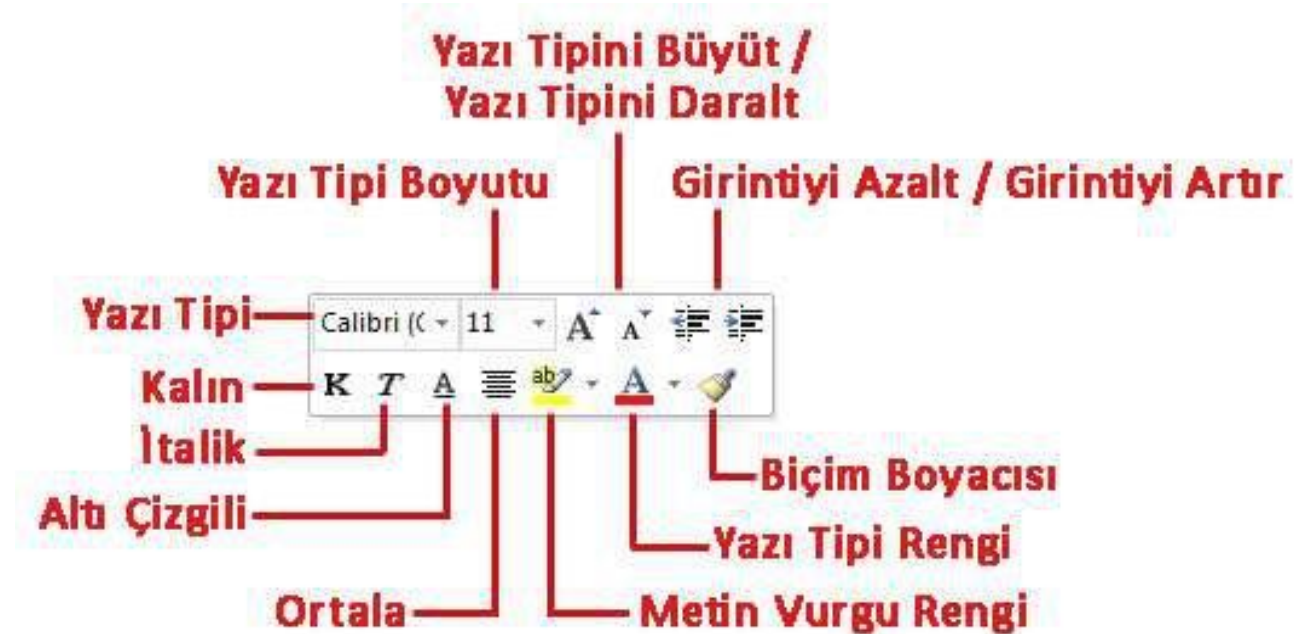 Yazı Tipini Büyüt /
Yazı Tipini Daralt
Yazı Tipi Boyutu
Girintiyi Azalt / Girintiyi Artır
Yazı Tipi
Calibri (( 11 A A
Kalın
K T A ab A
İtalik
Altı Çizgili
Biçim Boyacısı
Yazı Tipi Rengi
Ortala
Metin Vurgu Rengi